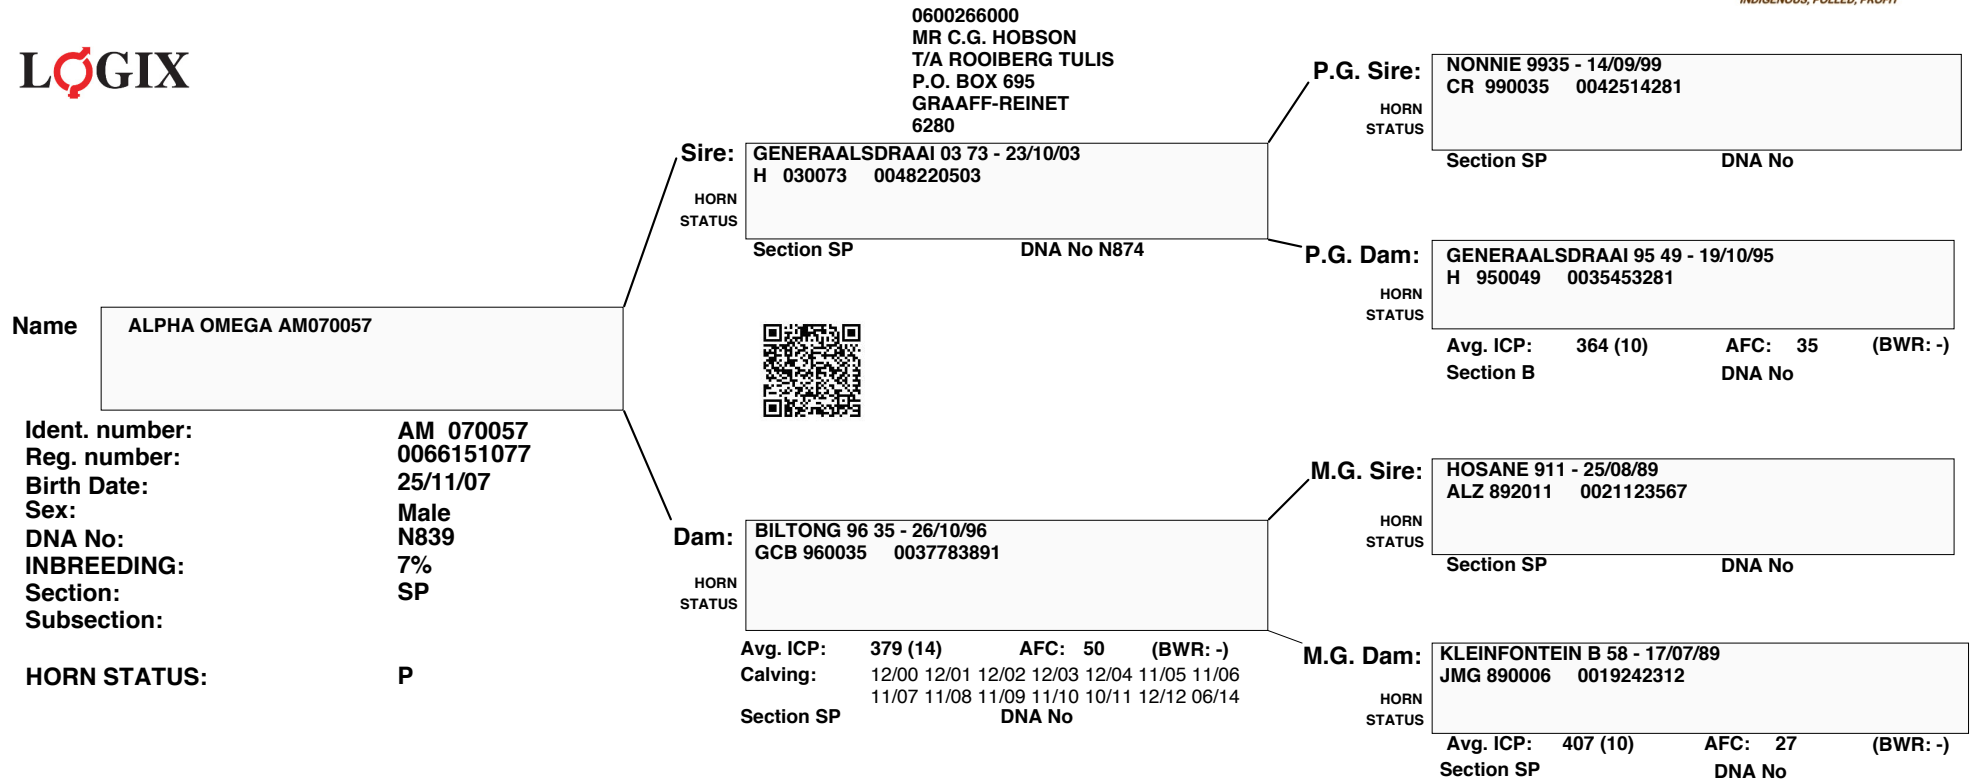 INDIGENOUS, POLLED, PROFIT
LOGIX
0600266000
MR C.G. HOBSON
T/A ROOIBERG TULIS
P.O. BOX 695
GRAAFF-REINET
6280
P.G. Sire:
NONNIE 9935 - 14/09/99
CR 990035 0042514281
HORN
STATUS
Section SP DNA No
Sire:
GENERAALSDRAAI 03 73 - 23/10/03
H 030073 0048220503
HORN
STATUS
Section SP DNA No N874
P.G. Dam:
GENERAALSDRAAI 95 49 - 19/10/95
H 950049 0035453281
HORN
STATUS
Avg. ICP: 364 (10) AFC: 35 (BWR: -)
Section B DNA No
Name ALPHA OMEGA AM070057
Ident. number: AM 070057
Reg. number: 0066151077
Birth Date: 25/11/07
Sex: Male
DNA No: N839
INBREEDING: 7%
Section: SP
Subsection:
HORN STATUS: P
M.G. Sire:
HOSANE 911 - 25/08/89
ALZ 892011 0021123567
HORN
STATUS
Section SP DNA No
Dam:
BILTONG 96 35 - 26/10/96
GCB 960035 0037783891
HORN
STATUS
Avg. ICP: 379 (14) AFC: 50 (BWR: -)
Calving: 12/00 12/01 12/02 12/03 12/04 11/05 11/06
11/07 11/08 11/09 11/10 10/11 12/12 06/14
Section SP DNA No
M.G. Dam:
KLEINFONTEIN B 58 - 17/07/89
JMG 890006 0019242312
HORN
STATUS
Avg. ICP: 407 (10) AFC: 27 (BWR: -)
Section SP DNA No